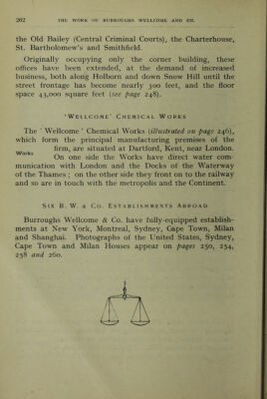 202 THE WORK OF BURROUGHS WELLCOME AND CO.
the Old Bailey (Central Criminal Courts), the Charterhouse,
St. Bartholomew's and Smithfield.
Originally occupying only the corner building, these
offices have been extended, at the demand of increased
business, both along Holborn and down Snow Hill until the
street frontage has become nearly 300 feet, and the floor
space 43,000 square feet (see page 248).
'WELLCOME' CHEMICAL WORKS
The 'Wellcome' Chemical Works (illustrated on page 246),
which form the principal manufacturing premises of the
Works
firm, are situated at Dartford, Kent, near London.
On one side the Works have direct water com-
munication with London and the Docks of the Waterway
of the Thames; on the other side they front on to the railway
and so are in touch with the metropolis and the Continent.
SIX B. W. & CO. ESTABLISHMENTS ABROAD
Burroughs Wellcome & Co. have fully-equipped establish-
ments at New York, Montreal, Sydney, Cape Town, Milan
and Shanghai. Photographs of the United States, Sydney,
Cape Town and Milan Houses appear on pages 250, 254,
258 and 260.